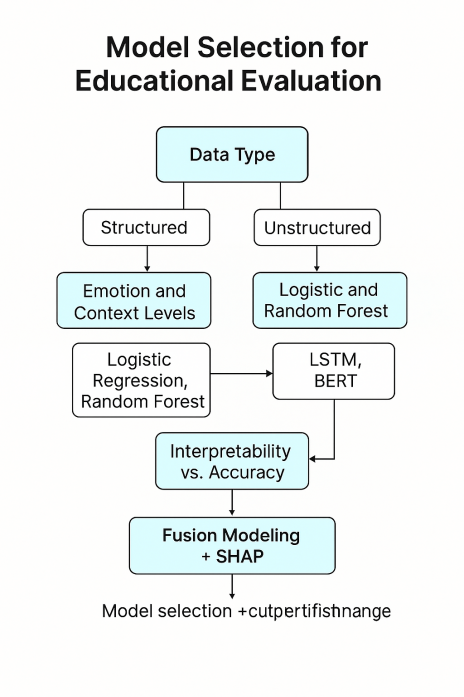 Model Selection for
Educational Evaluation
Data Type
Structured
Unstructured
Emotion and
Context Levels
Logistic and
Random Forest
Logistic
Regression,
Random Forest
LSTM,
BERT
Interpretability
vs. Accuracy
Fusion Modeling
+ SHAP
Model selection +cutpertifishnange